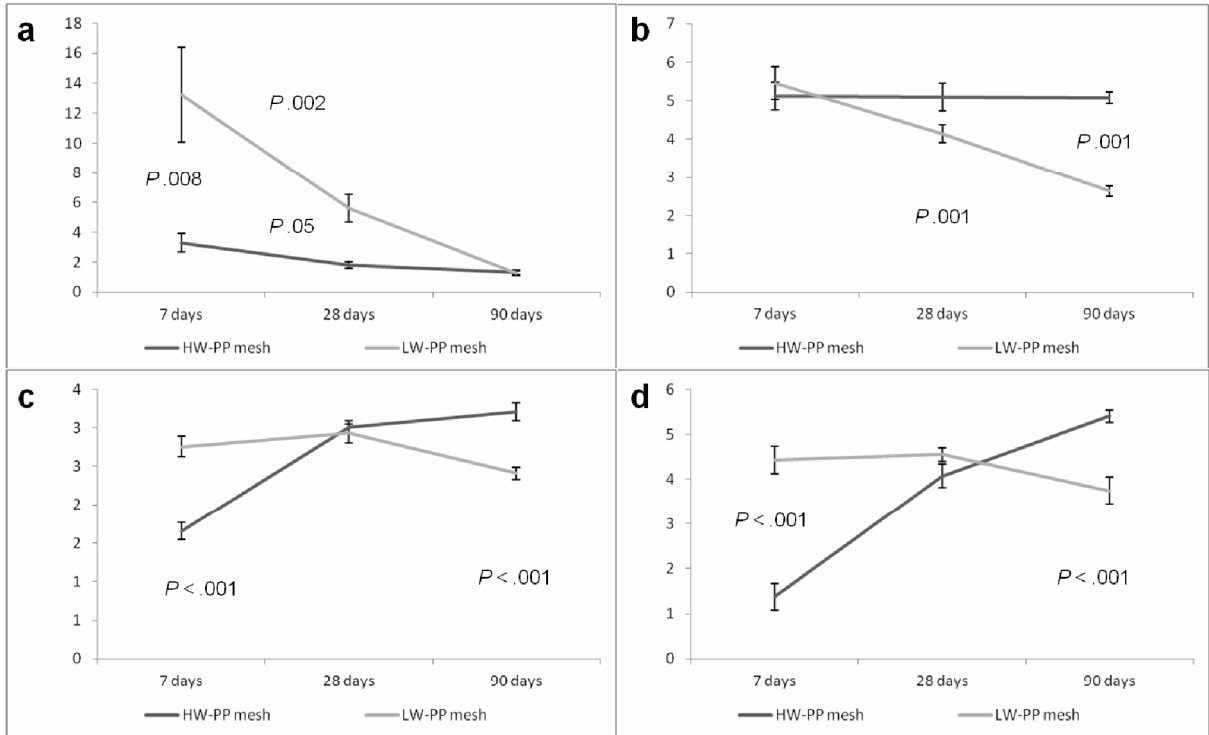 a
18
16
14
12
10
8
6
4
2
0
P .002
P .008
P .05
7 days 28 days 90 days
HW-PP mesh LW-PP mesh
b
7
6
5
4
3
2
1
0
P .001
P .001
7 days 28 days 90 days
HW-PP mesh LW-PP mesh
c
4
3
3
2
2
1
1
0
P < .001
P < .001
7 days 28 days 90 days
HW-PP mesh LW-PP mesh
d
6
5
4
3
2
1
0
P < .001
P < .001
7 days 28 days 90 days
HW-PP mesh LW-PP mesh